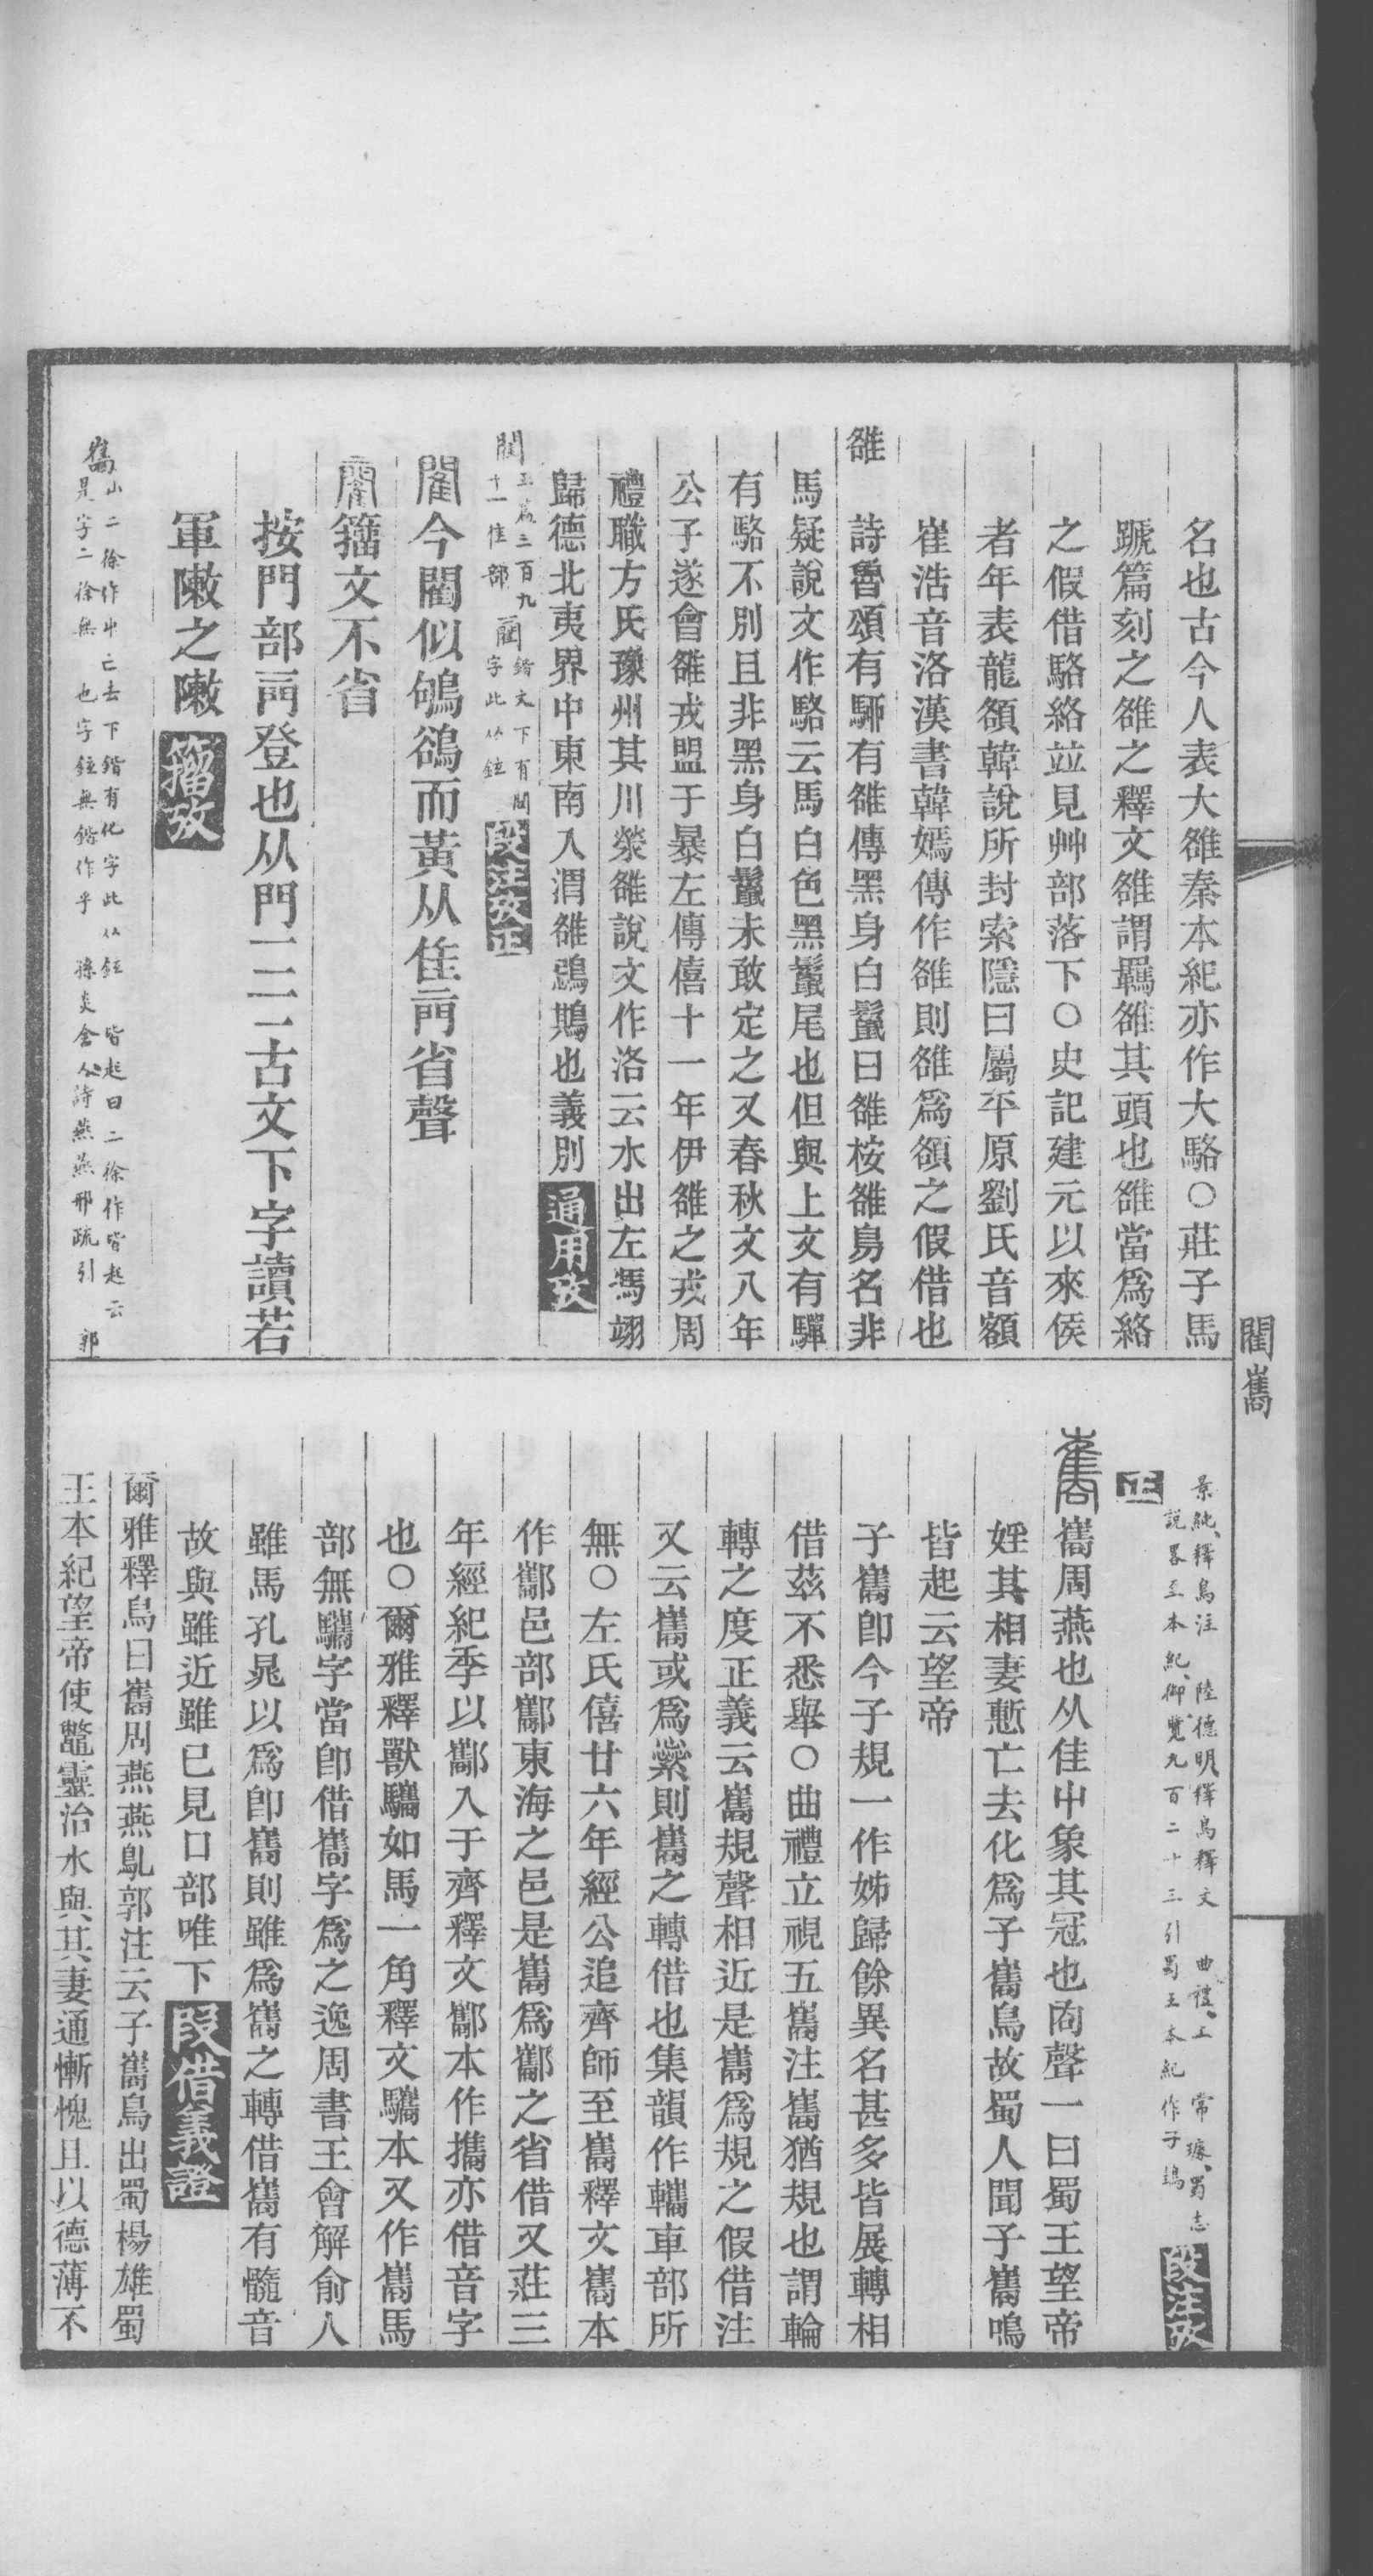 名也古今人表大雒秦本紀亦作大駱○莊子馬
蹏篇刻之雒之釋文雒謂羈雒其頭也雒當爲絡
之假借駱絡竝見艸部落下○史記建元以來侯
者年表龍頟韓說所封索隱曰屬平原劉氏音額
崔浩音洛漢書韓嫣傳作雒則雒爲頟之假借也
雒 詩魯頌有駵有雒傳黑身白鬣曰雒桉雒鳥名非
馬疑說文作駱云馬白色黑鬣尾也但與上文有驒
有駱不別且非黑身白鬣未敢定之又春秋文八年
公子遂會雒戎盟于暴左傳僖十一年伊雒之戎周
禮職方氏豫州其川滎雒說文作洛云水出左馮翊
歸德北夷界中東南入渭雒鵋䳢也義別 通用攷
閵 玉篇三百九
十一隹部 閵 鍇文下有閵
字此从鉉 段注攷正
閵今閵似鴝鵒而黃从隹𠁣省聲
籒文不省
按門部𠁣登也从門二二古文下字讀若
軍敶之敶 籒攷
巂 山二徐作屮 亡去下鍇有化字此从鉉 皆起曰二徐作皆起云
是字二徐無 也字鉉無鍇作乎 孫炎舍人詩燕燕邢疏引 郭
閵巂
景純釋鳥注 陸德明釋鳥釋文 曲禮上 常璩蜀志
說畧至本紀御覽九百二十三引蜀王本紀作子鴂 段注攷
正
巂周燕也从隹屮象其冠也㕯聲一曰蜀王望帝
婬其相妻慙亡去化爲子巂鳥故蜀人聞子巂鳴
皆起云望帝
子巂卽今子規一作姊歸餘異名甚多皆展轉相
借茲不悉舉○曲禮立視五巂注巂猶規也謂輪
轉之度正義云巂規聲相近是巂爲規之假借注
又云巂或爲繠則巂之轉借也集韻作轊車部所
無○左氏僖廿六年經公追齊師至巂釋文巂本
作酅邑部酅東海之邑是巂爲酅之省借又莊三
年經紀季以酅入于齊釋文酅本作攜亦借音字
也○爾雅釋獸驨如馬一角釋文驨本又作巂馬
部無驨字當卽借巂字爲之逸周書王會解俞人
雖馬孔晁以爲卽巂則雖爲巂之轉借巂有髓音
故與雖近雖已見口部唯下 段借義證
爾雅釋鳥曰巂周燕燕鳦郭注云子巂鳥出蜀楊雄蜀
王本紀望帝使鼈靈治水與其妻通慚愧且以德薄不